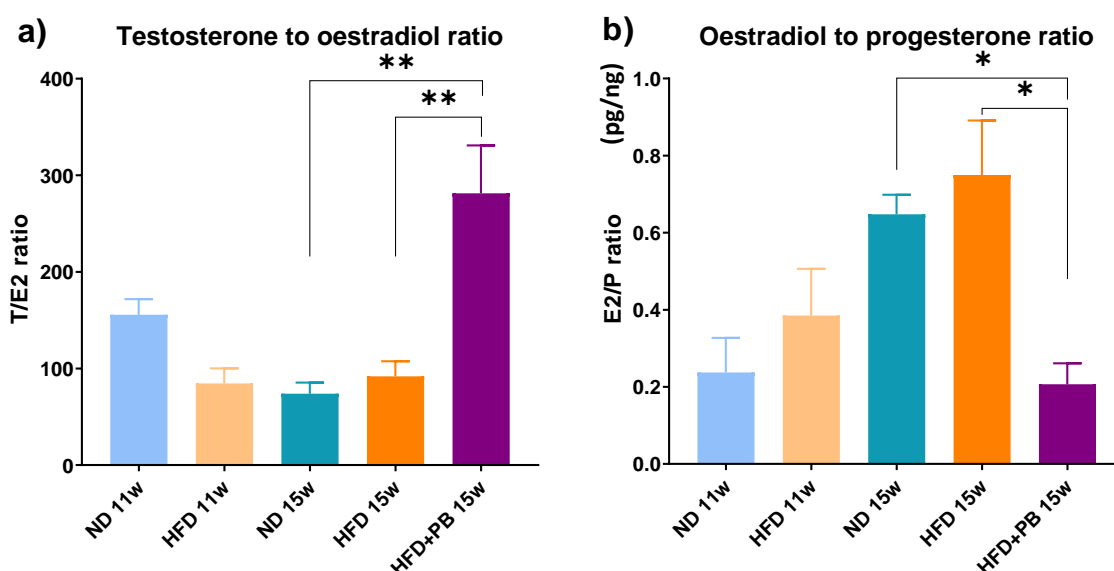 a)
Testosterone to oestradiol ratio
**
**
T/E2 ratio
400
300
200
100
0
ND 11w
HFD 11w
ND 15w
HFD 15w
HFD+PB 15w
b)
Oestradiol to progesterone ratio
*
*
E2/P ratio (pg/ng)
1.0
0.8
0.6
0.4
0.2
0.0
ND 11w
HFD 11w
ND 15w
HFD 15w
HFD+PB 15w